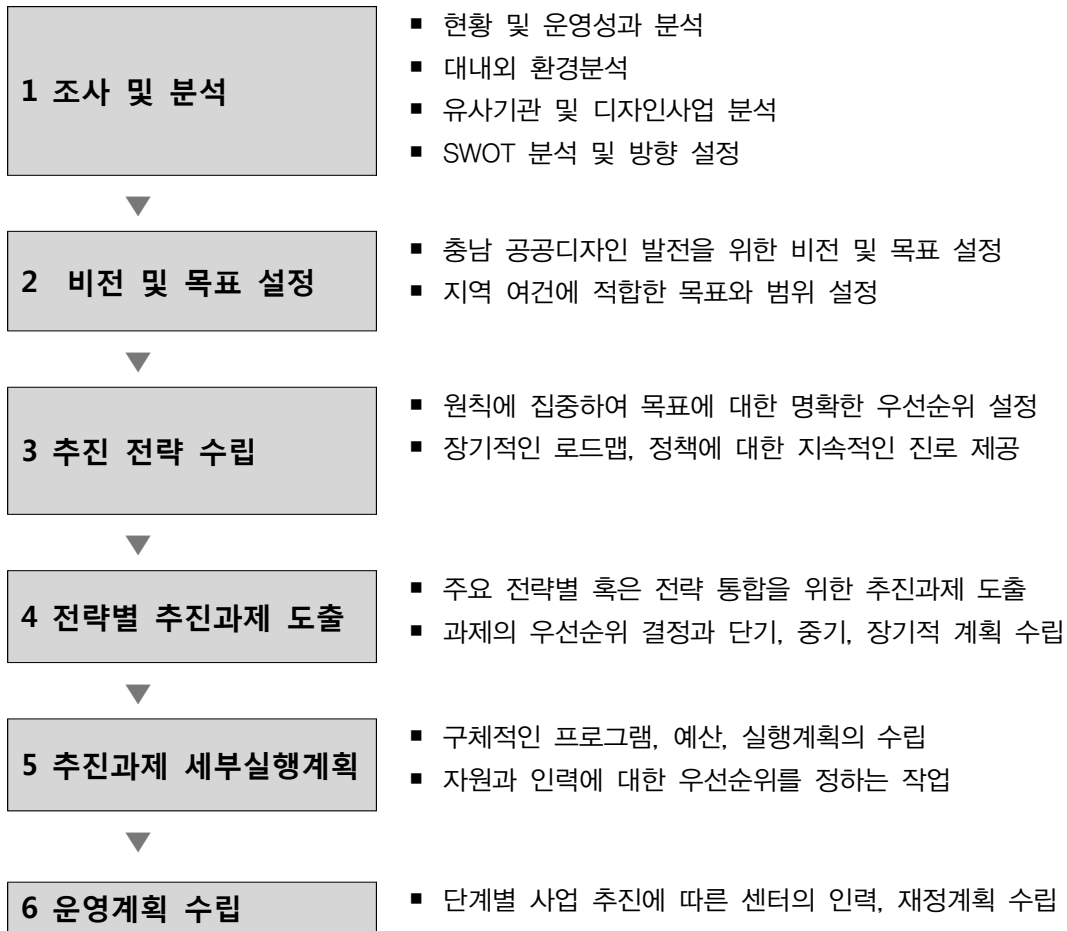 1 조사 및 분석
▪ 현황 및 운영성과 분석
▪ 대내외 환경분석
▪ 유사기관 및 디자인사업 분석
▪ SWOT 분석 및 방향 설정
2 비전 및 목표 설정
▪ 충남 공공디자인 발전을 위한 비전 및 목표 설정
▪ 지역 여건에 적합한 목표와 범위 설정
3 추진 전략 수립
▪ 원칙에 집중하여 목표에 대한 명확한 우선순위 설정
▪ 장기적인 로드맵, 정책에 대한 지속적인 진로 제공
4 전략별 추진과제 도출
▪ 주요 전략별 혹은 전략 통합을 위한 추진과제 도출
▪ 과제의 우선순위 결정과 단기, 중기, 장기적 계획 수립
5 추진과제 세부실행계획
▪ 구체적인 프로그램, 예산, 실행계획의 수립
▪ 자원과 인력에 대한 우선순위를 정하는 작업
6 운영계획 수립
▪ 단계별 사업 추진에 따른 센터의 인력, 재정계획 수립